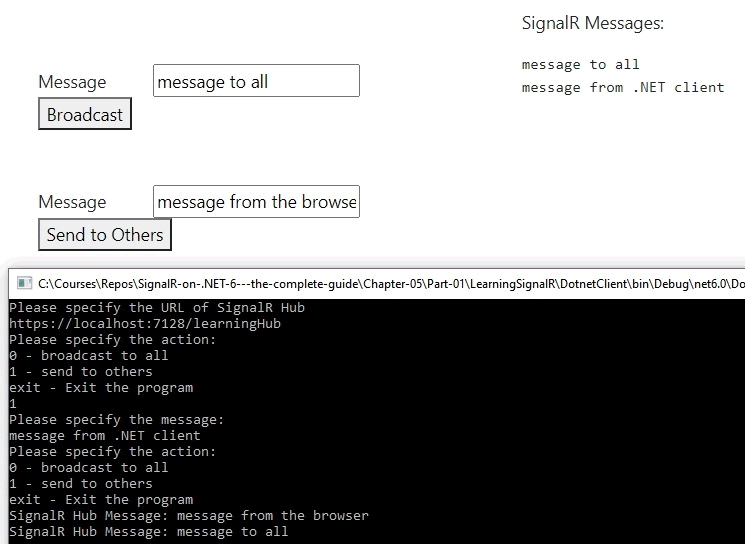 SignalR Messages:
message to all
message from .NET client
Message
message to all
Broadcast
Message
message from the browse
Send to Others
C:\Courses\Repos\SignalR-on-.NET-6---the-complete-guide\Chapter-05\Part-01\LearningSignalR\DotnetClient\bin\Debug\net6.0\Do
Please specify the URL of SignalR Hub
https://localhost:7128/learningHub
Please specify the action:
0 - broadcast to all
1 - send to others
exit - Exit the program
1
Please specify the message:
message from .NET client
Please specify the action:
0 - broadcast to all
1 - send to others
exit - Exit the program
SignalR Hub Message: message from the browser
SignalR Hub Message: message to all